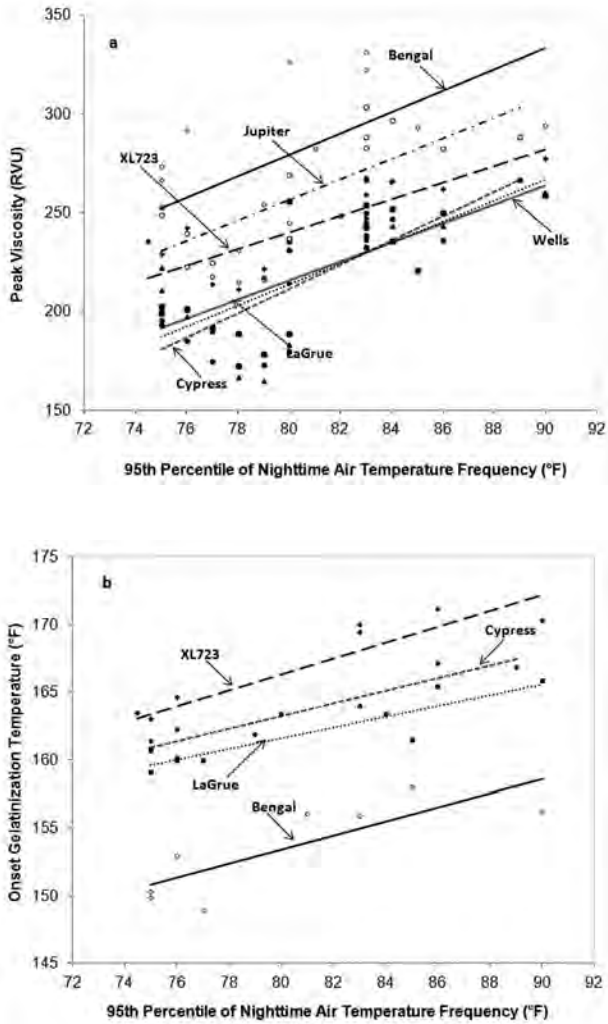 a
350
300
250
200
150
Peak Viscosity (RVU)
Bengal
Jupiter
XL723
Wells
LaGrue
Cypress
72 74 76 78 80 82 84 86 88 90 92
95th Percentile of Nighttime Air Temperature Frequency (°F)
b
175
170
165
160
155
150
145
Onset Gelatinization Temperature (°F)
XL723
Cypress
LaGrue
Bengal
72 74 76 78 80 82 84 86 88 90 92
95th Percentile of Nighttime Air Temperature Frequency (°F)